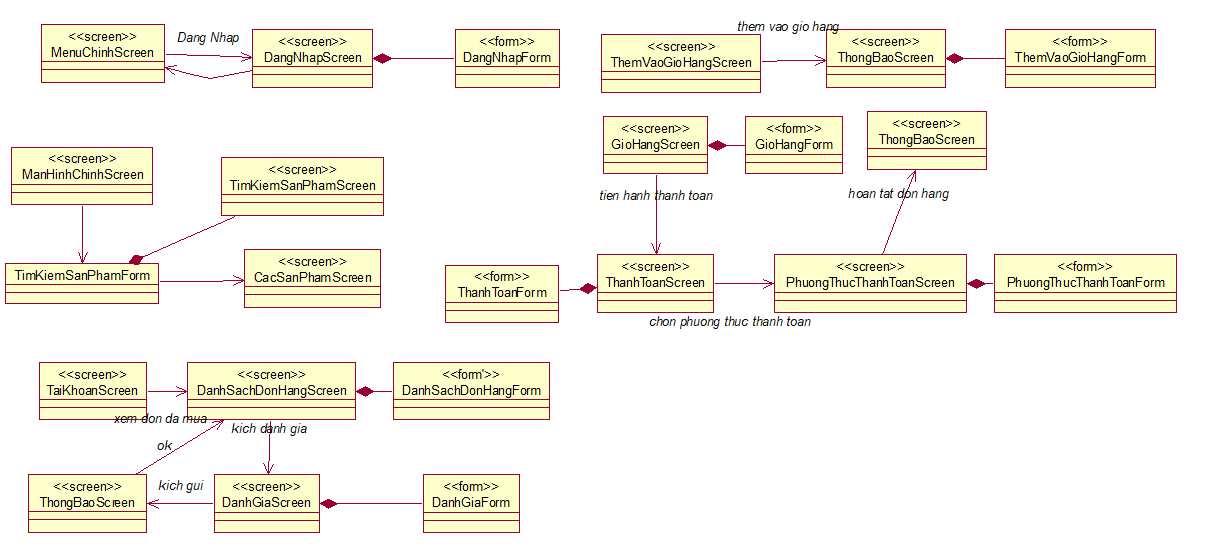 <<screen>>
MenuChinhScreen
Dang Nhap
<<screen>>
DangNhapScreen
<<form>>
DangNhapForm
them vao gio hang
<<screen>>
ThemVaoGioHangScreen
<<screen>>
ThongBaoScreen
<<form>>
ThemVaoGioHangForm
<<screen>>
GioHangScreen
<<form>>
GioHangForm
<<screen>>
ThongBaoScreen
<<screen>>
ManHinhChinhScreen
<<screen>>
TimKiemSanPhamScreen
tien hanh thanh toan
hoan tat don hang
TimKiemSanPhamForm
<<screen>>
CacSanPhamScreen
<<form>>
ThanhToanForm
<<screen>>
ThanhToanScreen
<<screen>>
PhuongThucThanhToanScreen
<<form>>
PhuongThucThanhToanForm
chon phuong thuc thanh toan
<<screen>>
TaiKhoanScreen
<<screen>>
DanhSachDonHangScreen
<<form'>>
DanhSachDonHangForm
xem don da mua
kich danh gia
ok
<<screen>>
ThongBaoScreen
kich gui
<<screen>>
DanhGiaScreen
<<form>>
DanhGiaForm